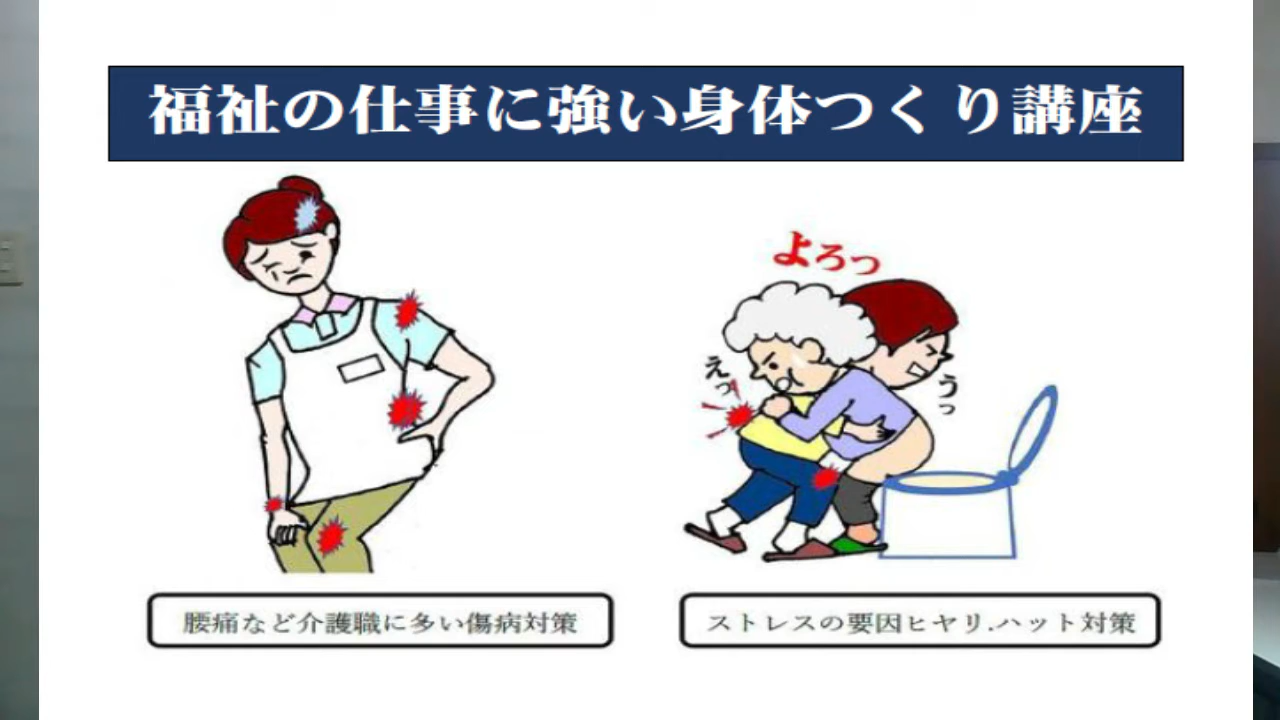 福祉の仕事に強い身体つくり講座
よろっ
えっ
うっ
腰痛など介護職に多い傷病対策
ストレスの要因ヒヤリ.ハット対策